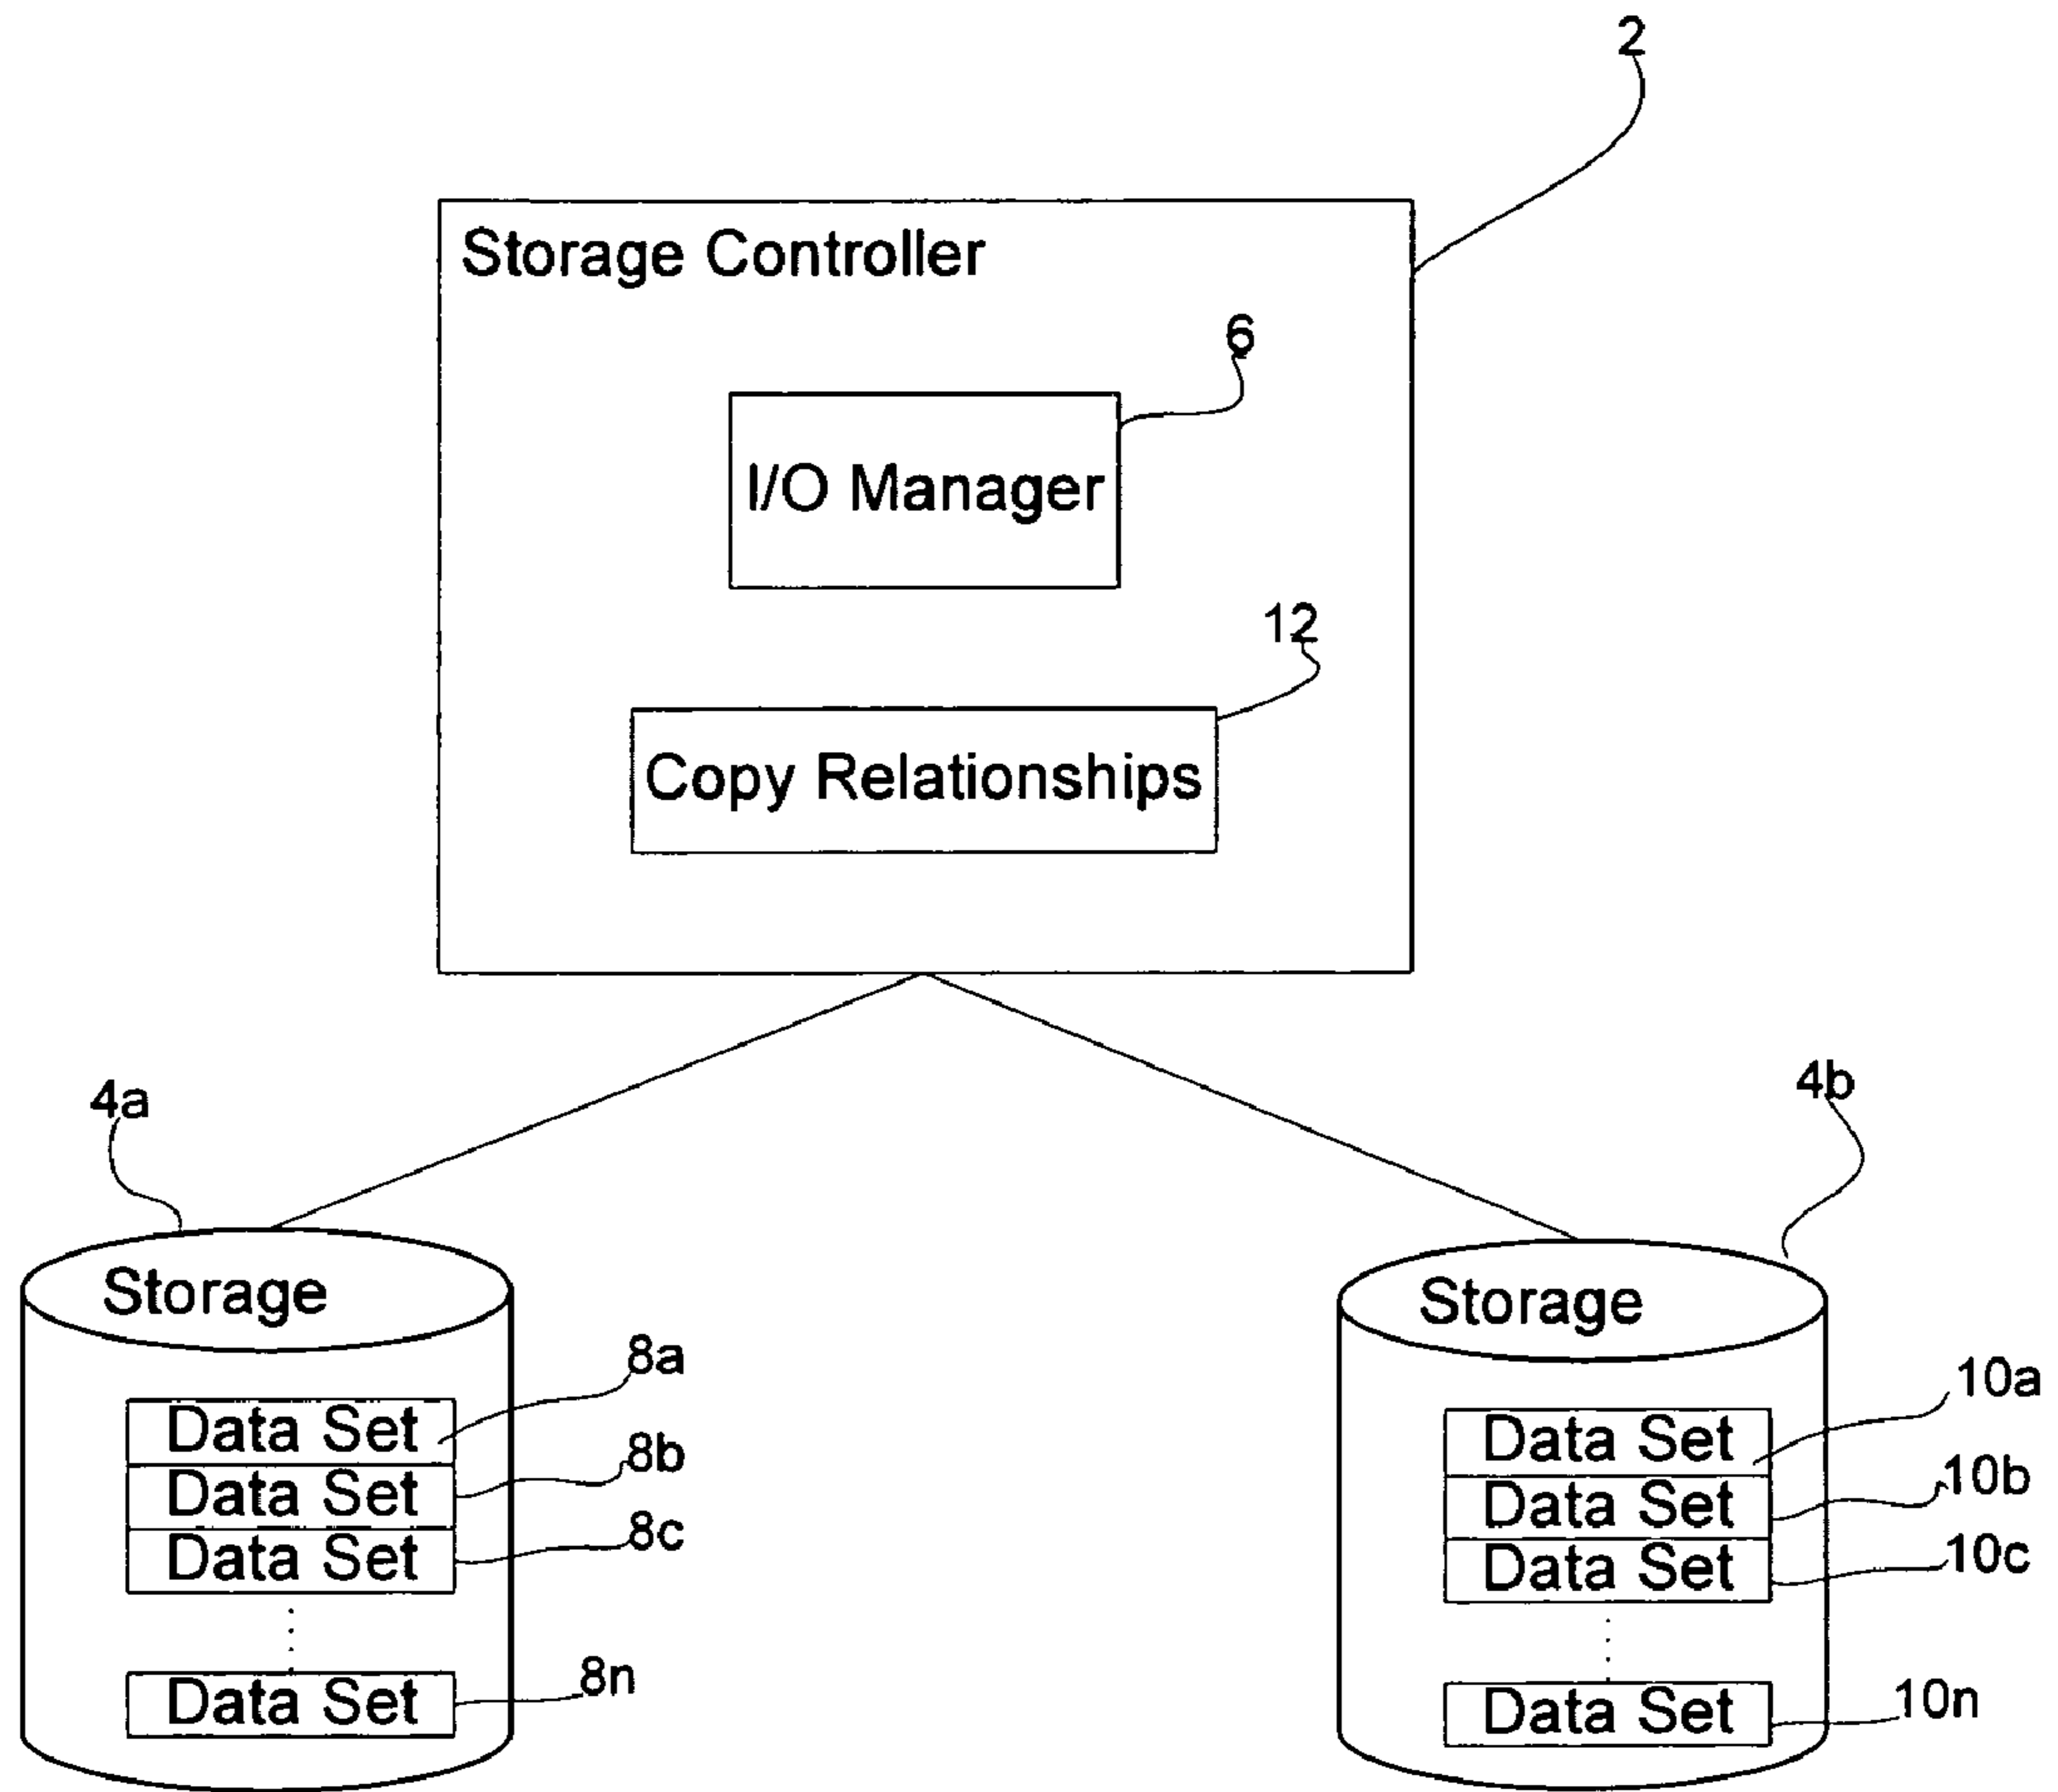 2
Storage Controller
6
I/O Manager
12
Copy Relationships
4a
4b
Storage
Storage
8a
Data Set
8b
Data Set
8c
Data Set
Data Set
8n
10a
Data Set
10b
Data Set
10c
Data Set
Data Set
10n